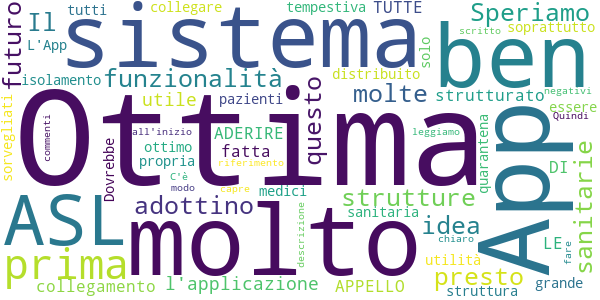 collegare tempestiva TUTTE
Il tutti Speriamo
L'App sistema solo scritto soprattutto
futuro ben
isolamento funzionalità distribuito negativi
molte strutturato
utile pazienti essere
sorvegliati Ottima questo Quindi
commenti all'inizio ADERIRE leggiamo
ottimo fatta App
Dovrebbe propria riferimento quarantena DI
C'è medici sanitarie
modo capre strutture
ASL adottino sanitaria idea LE
molto descrizione chiaro fare
prima utilità presto grande
collegamento l'applicazione APPELLO struttura